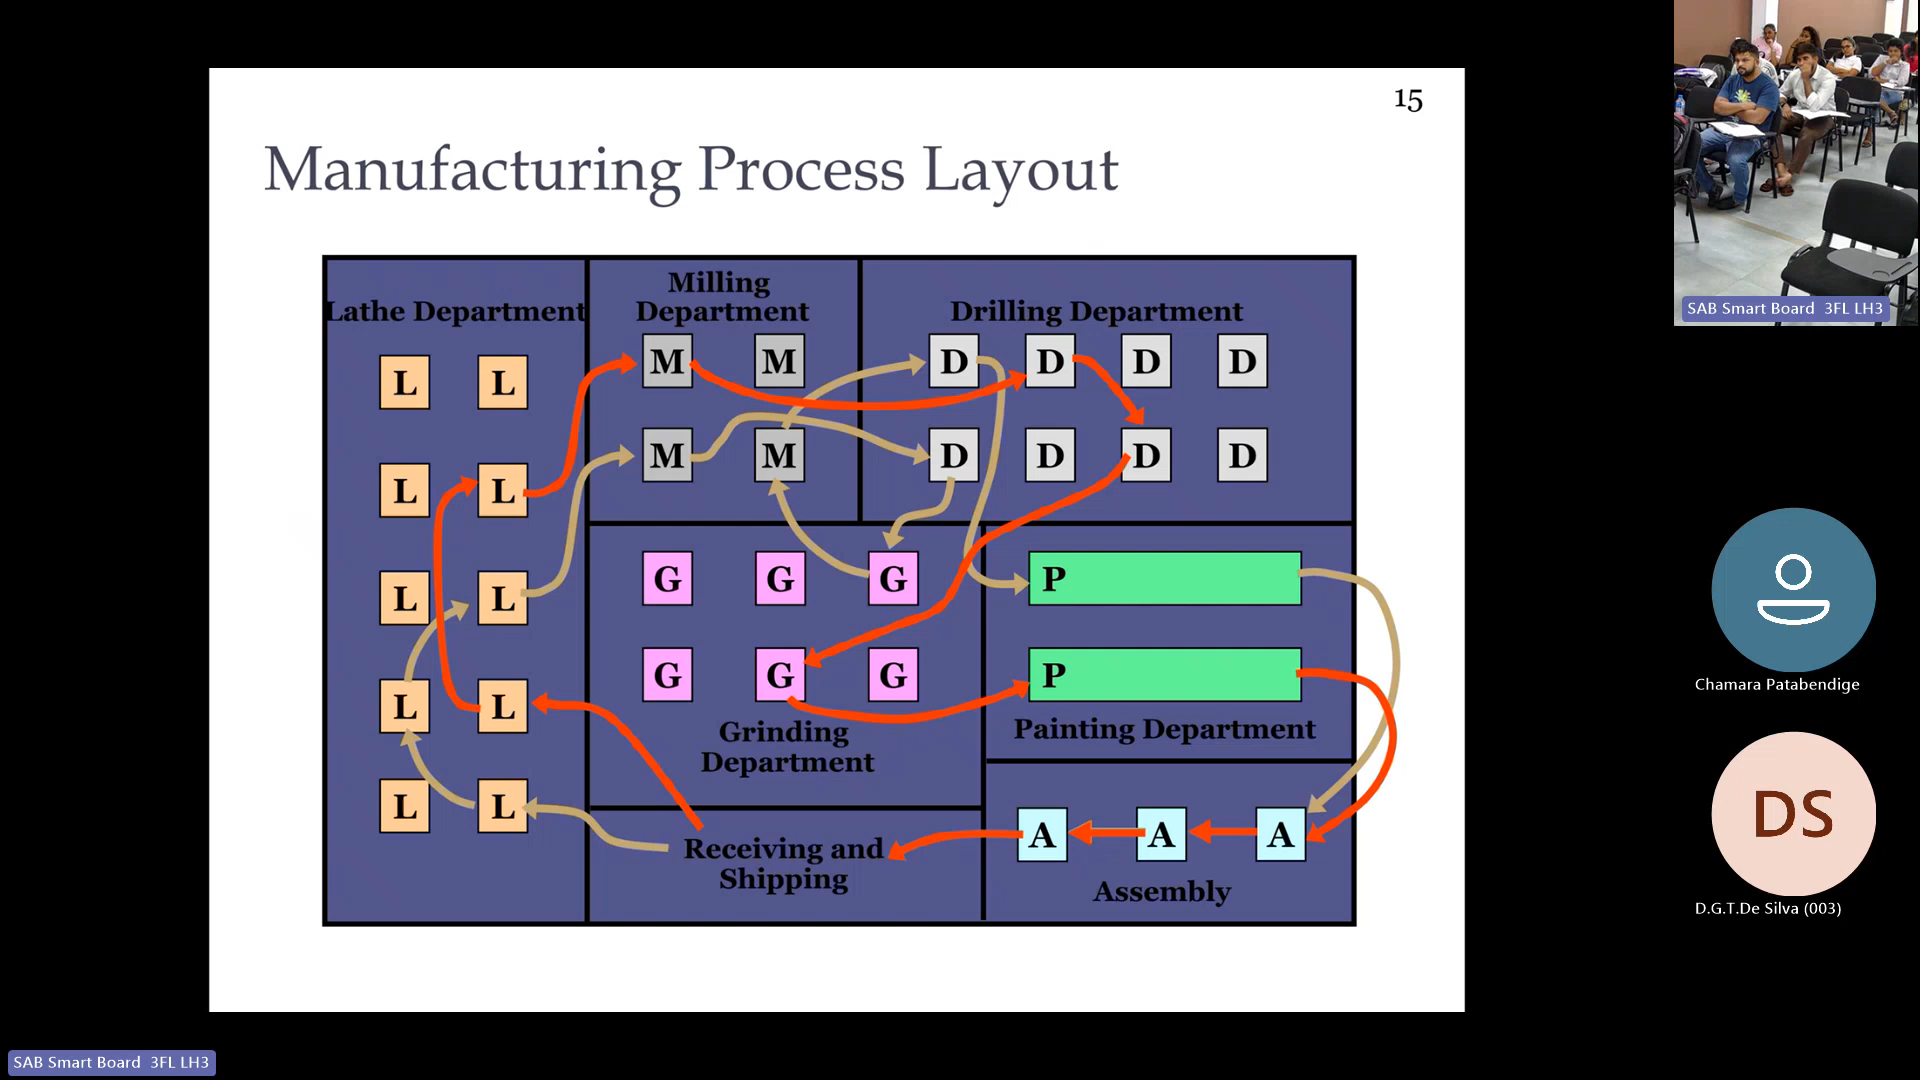 15
Manufacturing Process Layout
Lathe Department
Milling
Department
Drilling Department
L L
M M
D D D D
L L
M M
D D D D
L L
G G G
P
L L
G G G
P
Grinding
Department
Painting Department
L L
Receiving and
Shipping
A A A
Assembly
SAB Smart Board 3FL LH3
Chamara Patabendige
DS
D.G.T.De Silva (003)
SAB Smart Board 3FL LH3